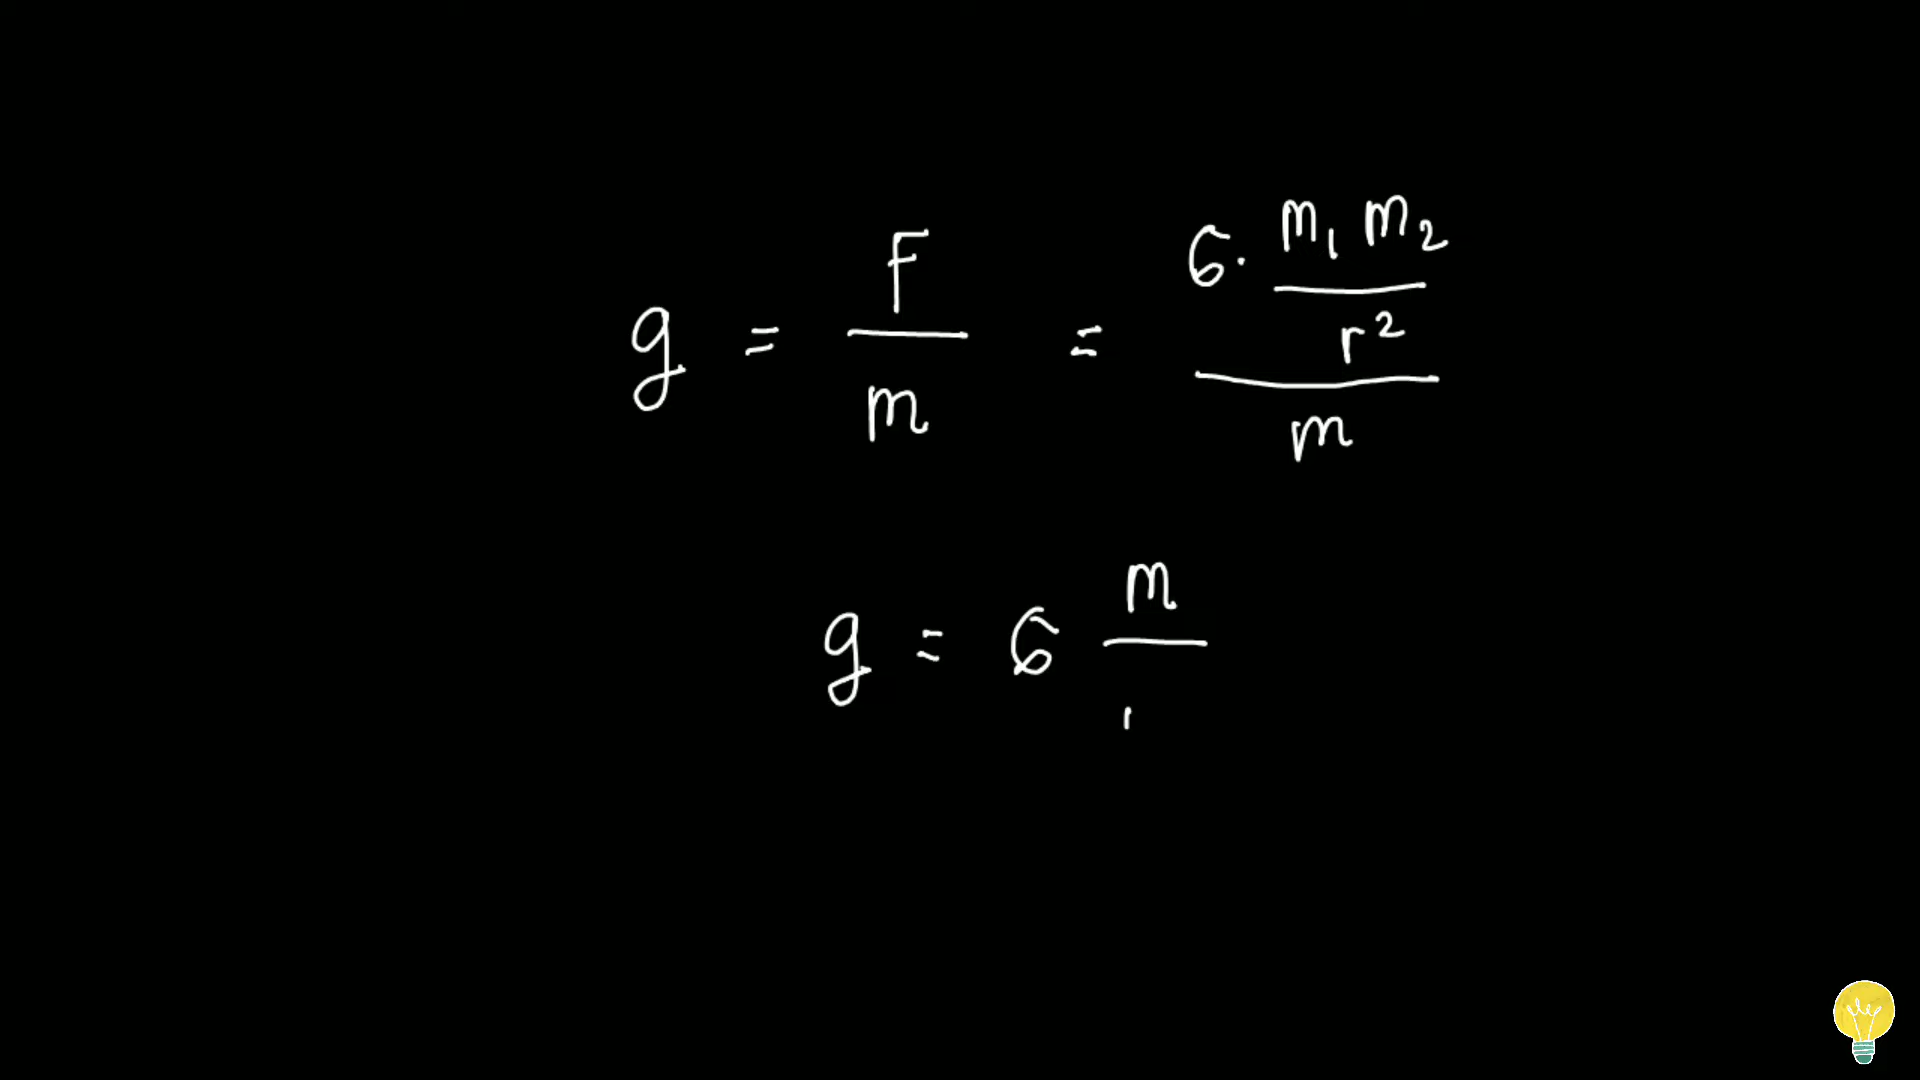 g = F/m = (G · m₁ m₂ / r²) / m
g = G m/